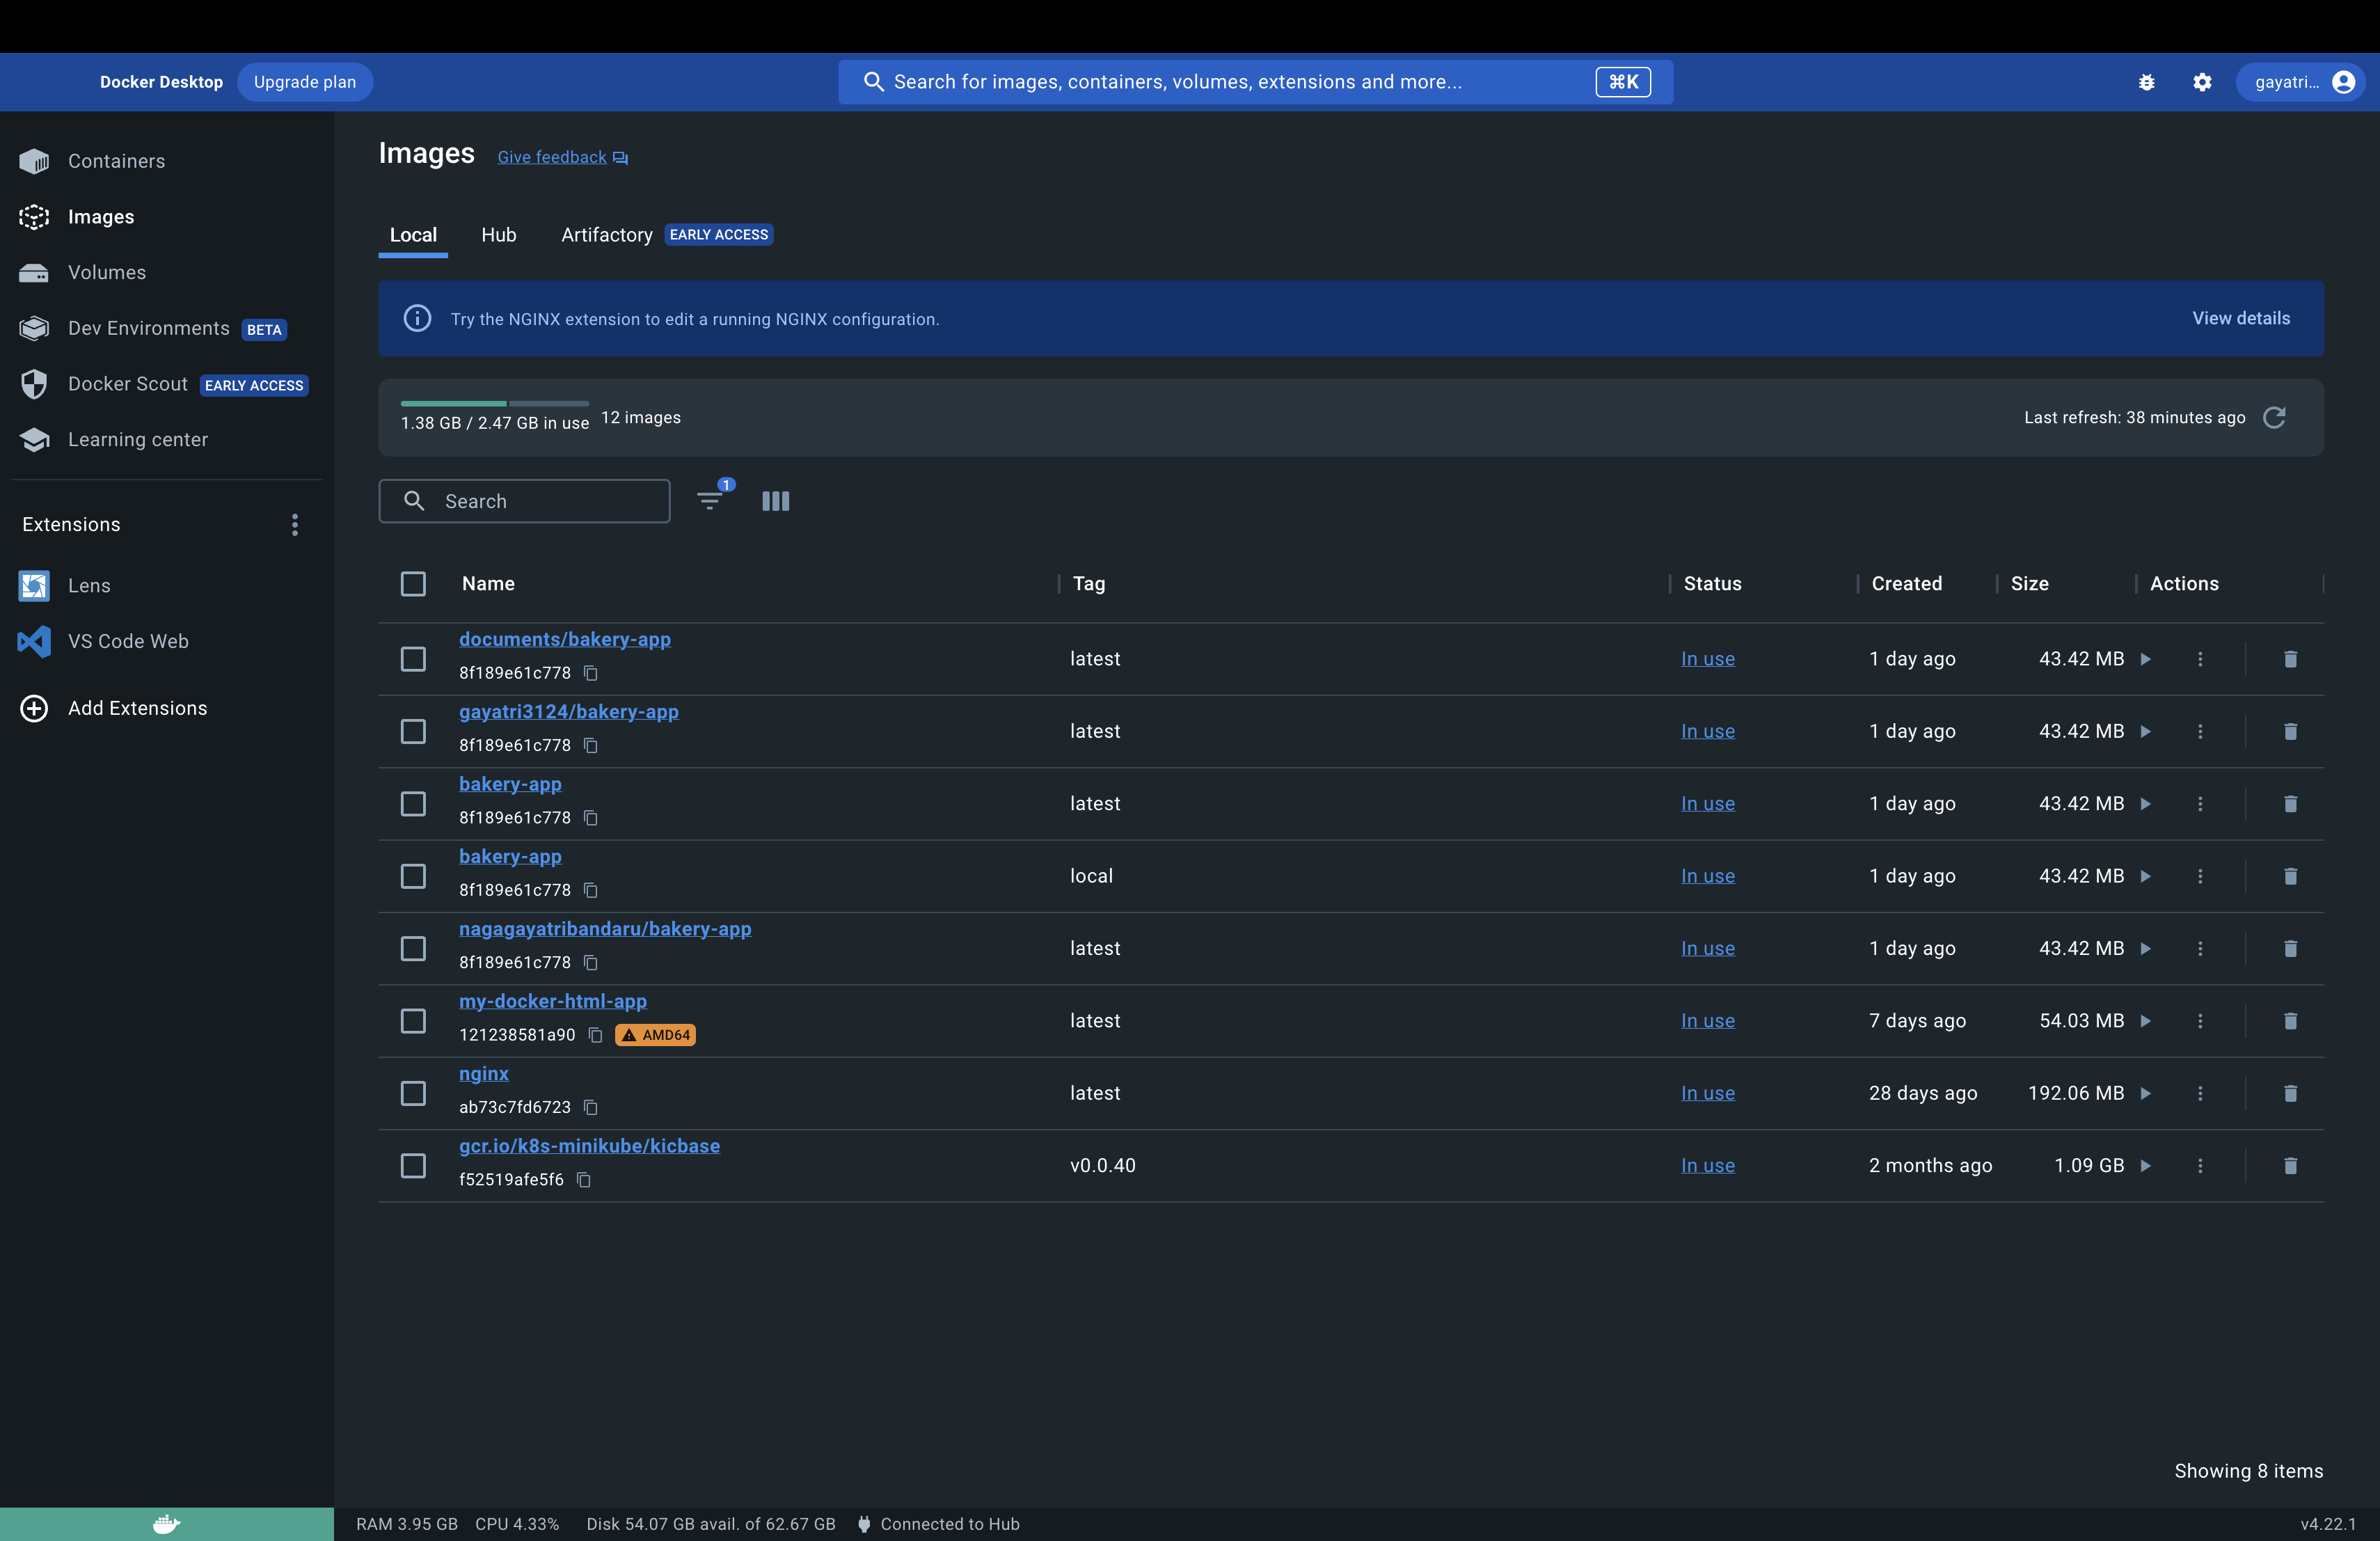 Docker Desktop Upgrade plan Search for images, containers, volumes, extensions and more... ⌘K gayatri...
Containers
Images
Volumes
Dev Environments BETA
Docker Scout EARLY ACCESS
Learning center
Extensions
Lens
VS Code Web
Add Extensions
Images Give feedback
Local Hub Artifactory EARLY ACCESS
Try the NGINX extension to edit a running NGINX configuration. View details
1.38 GB / 2.47 GB in use 12 images Last refresh: 38 minutes ago
Search 1
Name Tag Status Created Size Actions
documents/bakery-app
8f189e61c778
latest In use 1 day ago 43.42 MB
gayatri3124/bakery-app
8f189e61c778
latest In use 1 day ago 43.42 MB
bakery-app
8f189e61c778
latest In use 1 day ago 43.42 MB
bakery-app
8f189e61c778
local In use 1 day ago 43.42 MB
nagagayatribandaru/bakery-app
8f189e61c778
latest In use 1 day ago 43.42 MB
my-docker-html-app
121238581a90 AMD64
latest In use 7 days ago 54.03 MB
nginx
ab73c7fd6723
latest In use 28 days ago 192.06 MB
gcr.io/k8s-minikube/kicbase
f52519afe5f6
v0.0.40 In use 2 months ago 1.09 GB
Showing 8 items
RAM 3.95 GB CPU 4.33% Disk 54.07 GB avail. of 62.67 GB Connected to Hub v4.22.1